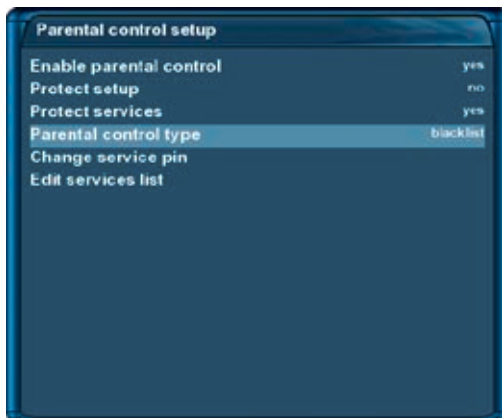 Parental control setup
Enable parental control yes
Protect setup no
Protect services yes
Parental control type blacklist
Change service pin
Edit services list